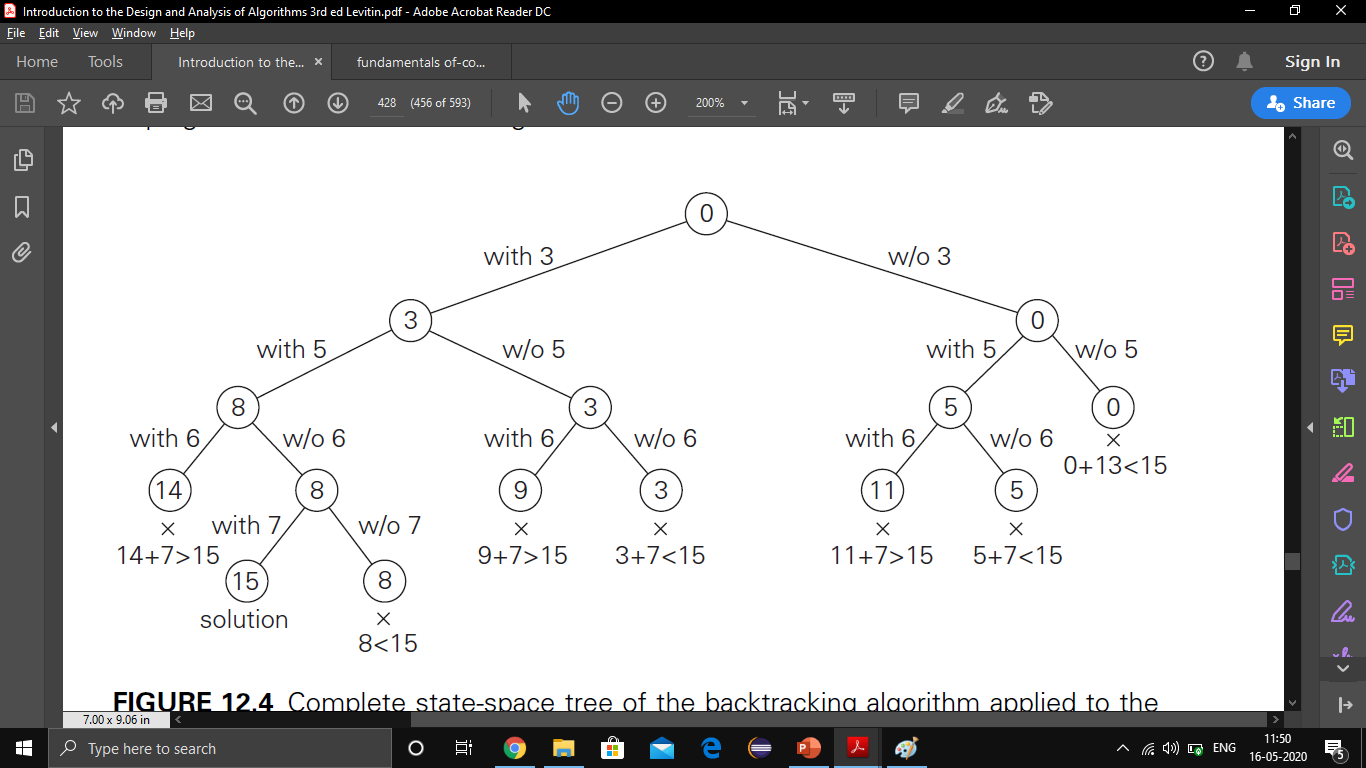 Introduction to the Design and Analysis of Algorithms 3rd ed Levitin.pdf - Adobe Acrobat Reader DC
File Edit View Window Help
Home Tools Introduction to the... × fundamentals of-co... Sign In
428 (456 of 593) 200% Share
0
with 3 w/o 3
3 0
with 5 w/o 5 with 5 w/o 5
8 3 5 0
with 6 w/o 6 with 6 w/o 6 with 6 w/o 6 ×
0+13<15
14 8 9 3 11 5
× with 7 w/o 7 × × × ×
14+7>15 9+7>15 3+7<15 11+7>15 5+7<15
15 8
solution ×
8<15
FIGURE 12.4 Complete state-space tree of the backtracking algorithm applied to the
7.00 x 9.06 in
Type here to search
ENG
11:50
16-05-2020
5